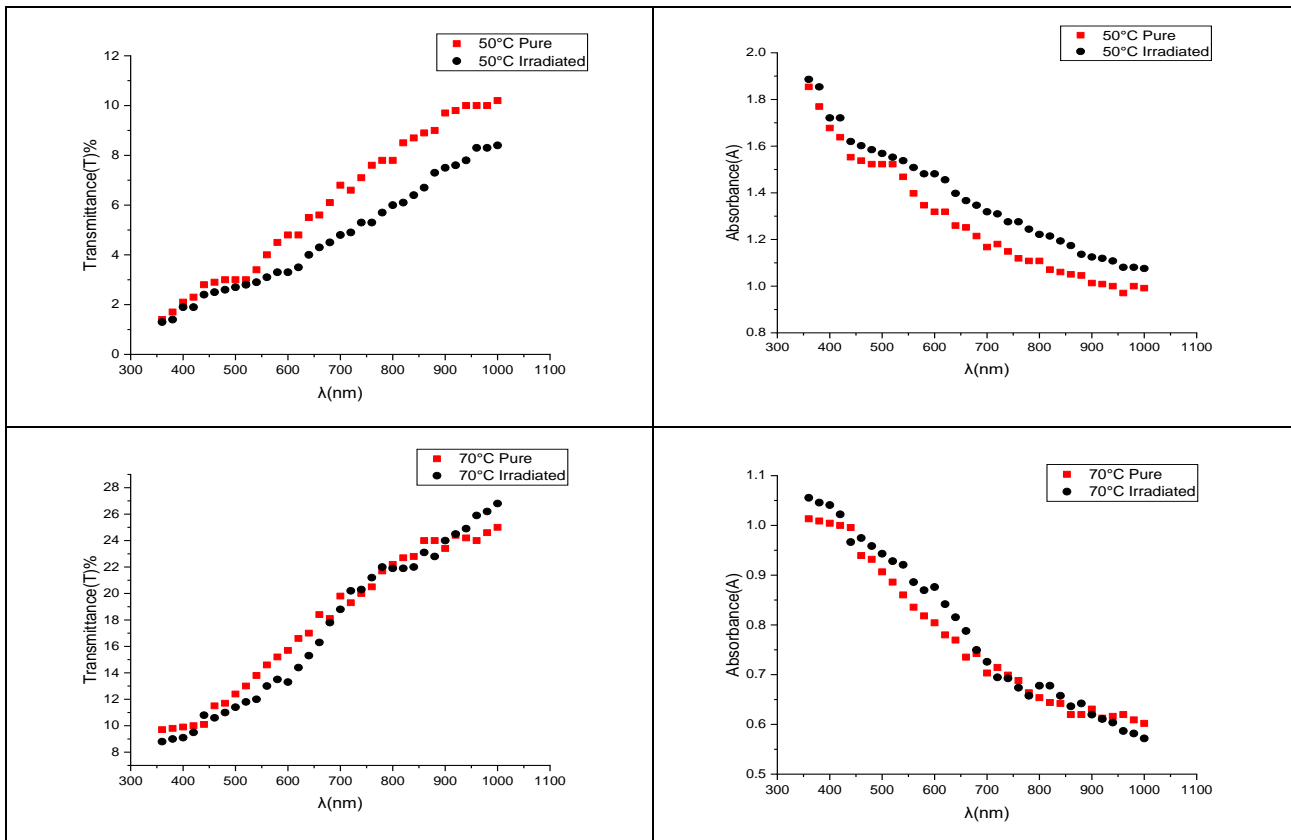 50°C Pure
50°C Irradiated
12
10
8
6
4
2
0
Transmittance(T)%
300 400 500 600 700 800 900 1000 1100
λ(nm)
50°C Pure
50°C Irradiated
2.0
1.8
1.6
1.4
1.2
1.0
0.8
Absorbance(A)
300 400 500 600 700 800 900 1000 1100
λ(nm)
70°C Pure
70°C Irradiated
28
26
24
22
20
18
16
14
12
10
8
Transmittance(T)%
300 400 500 600 700 800 900 1000 1100
λ(nm)
70°C Pure
70°C Irradiated
1.1
1.0
0.9
0.8
0.7
0.6
0.5
Absorbance(A)
300 400 500 600 700 800 900 1000 1100
λ(nm)